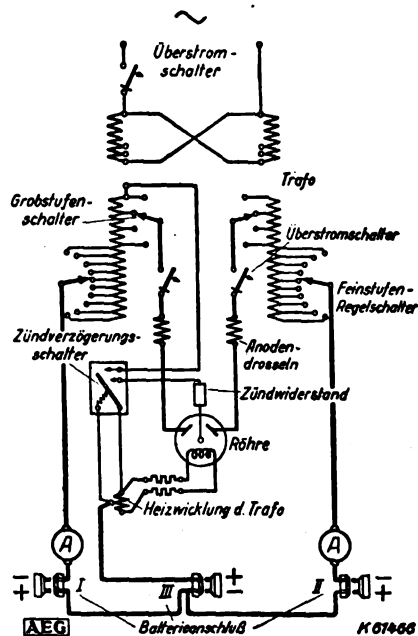 Überstrom-
schalter
Trafo
Grobstufen-
schalter
Überstromschalter
Feinstufen-
Regelschalter
Anoden-
drosseln
Zündverzögerungs-
schalter
Zündwiderstand
Röhre
Heizwicklung d. Trafo
A
A
I
III
II
Batterieanschluß
AEG
K 61466